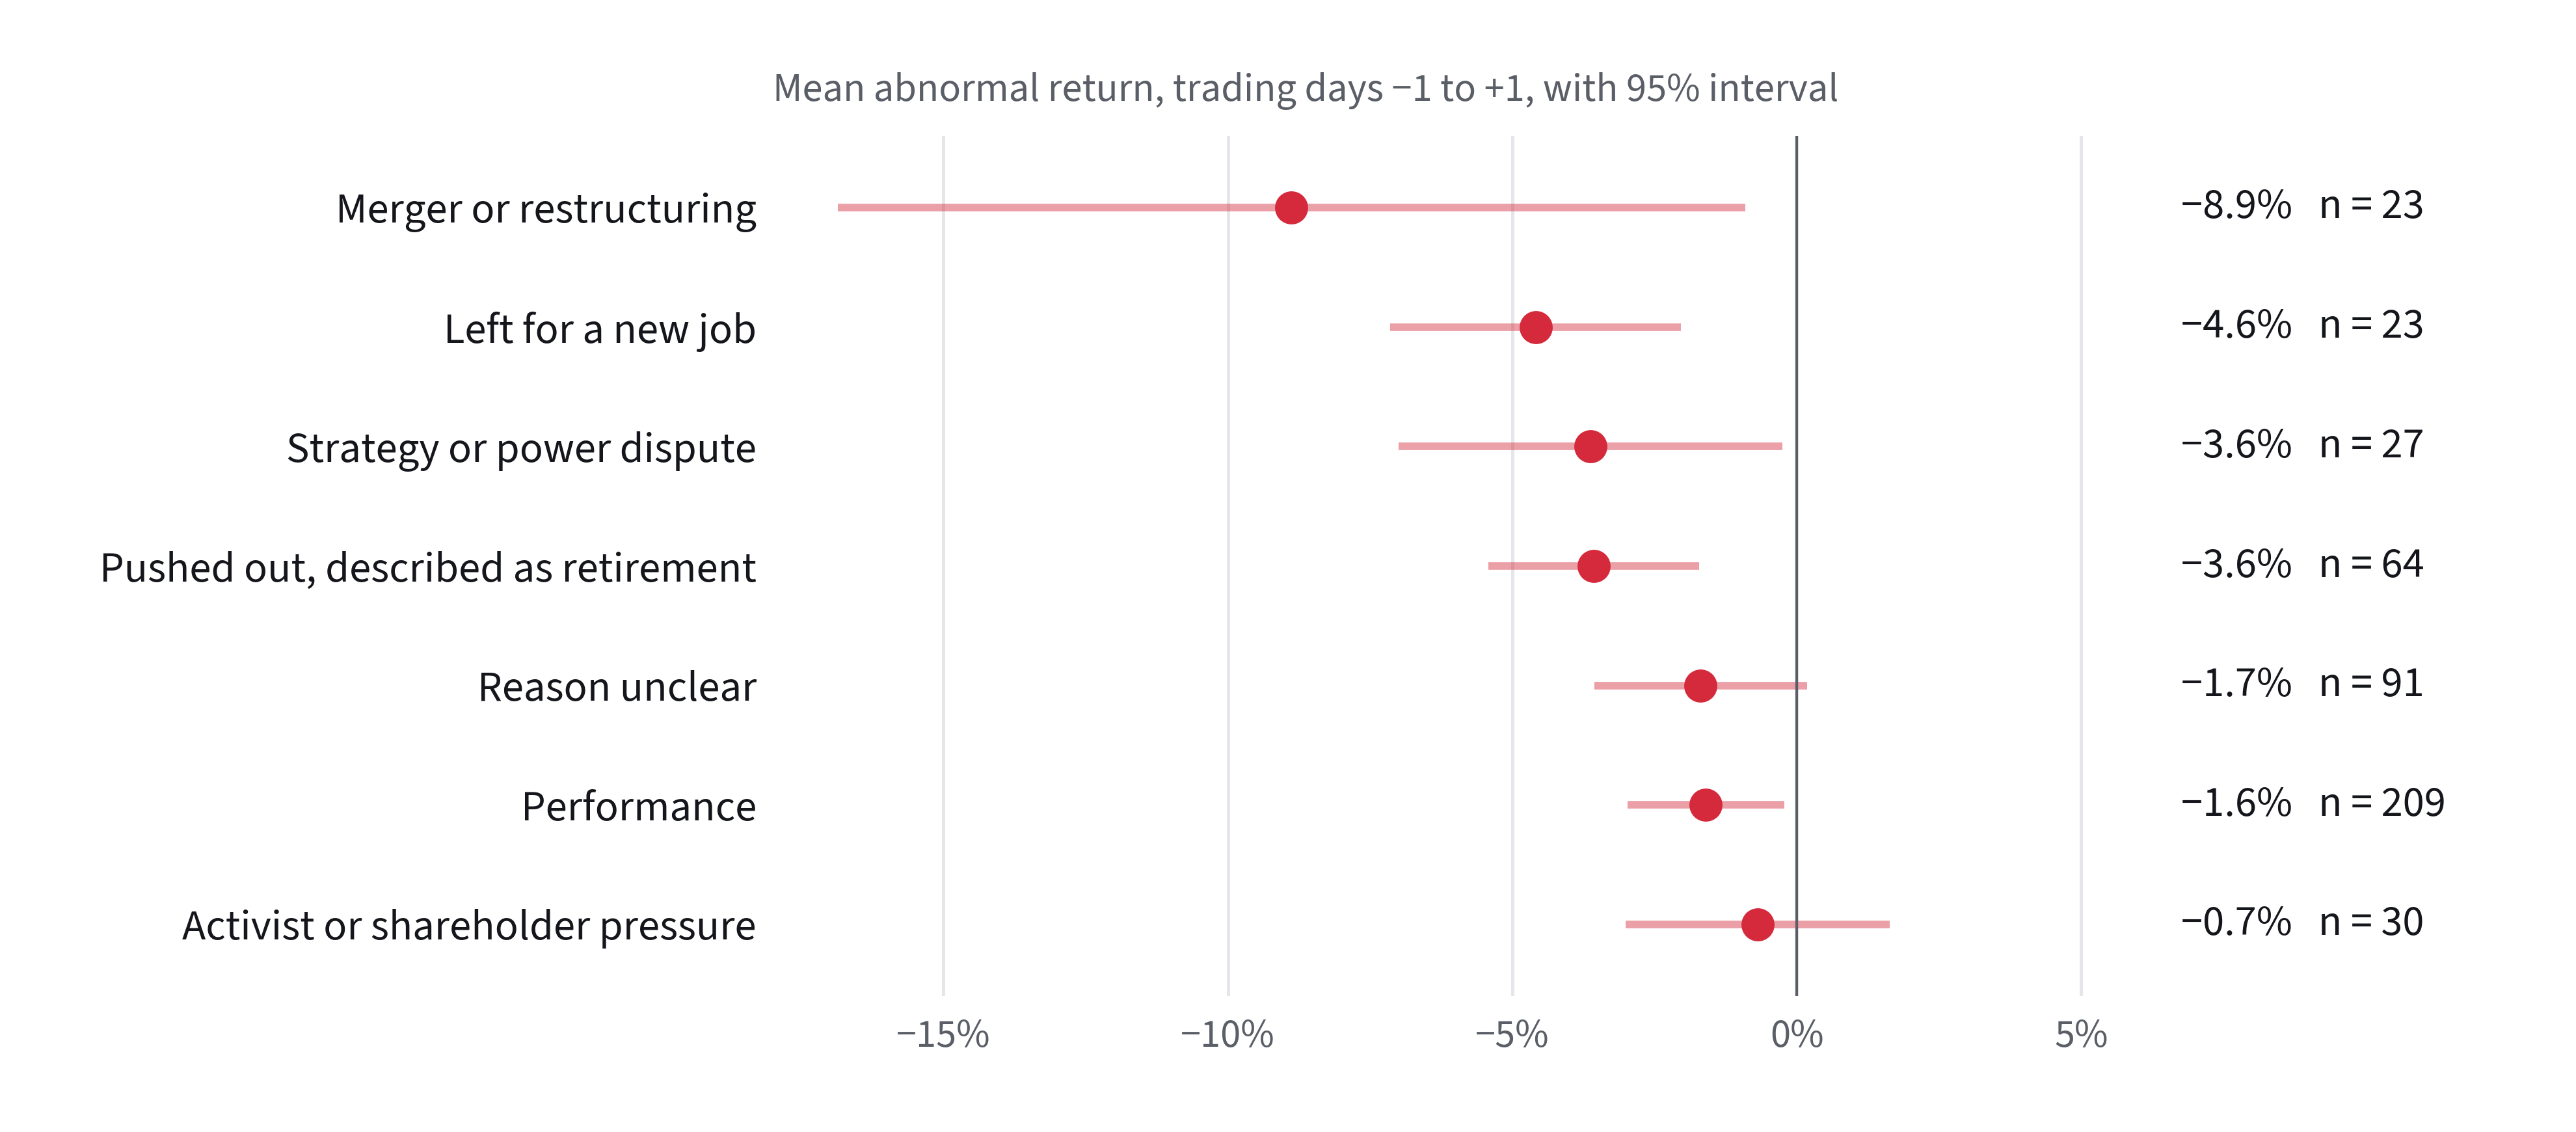 Mean abnormal return, trading days −1 to +1, with 95% interval
Merger or restructuring −8.9% n = 23
Left for a new job −4.6% n = 23
Strategy or power dispute −3.6% n = 27
Pushed out, described as retirement −3.6% n = 64
Reason unclear −1.7% n = 91
Performance −1.6% n = 209
Activist or shareholder pressure −0.7% n = 30
−15% −10% −5% 0% 5%